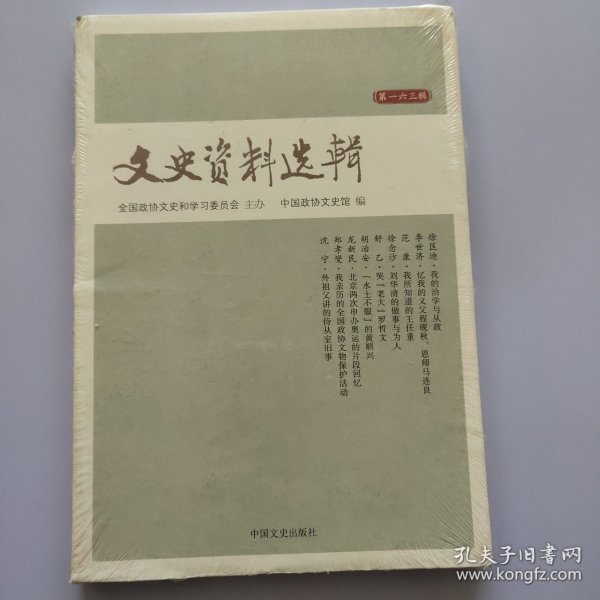 第一六三辑
文史资料选辑
全国政协文史和学习委员会 主办 中国政协文史馆 编
徐匡迪·我的治学与从政
李世济·忆我的义父程砚秋、恩师马连良
范 康·我所知道的王任重
徐念沙·刘华清的做事与为人
舒 乙·哭“老大”罗哲文
胡治安·“水土不服”的黄顺兴
龙新民·北京两次申办奥运的片段回忆
郑孝燮·我亲历的全国政协文物保护活动
沈 宁·外祖父讲的侍从室旧事
中国文史出版社
孔夫子旧书网
www.kongfz.com